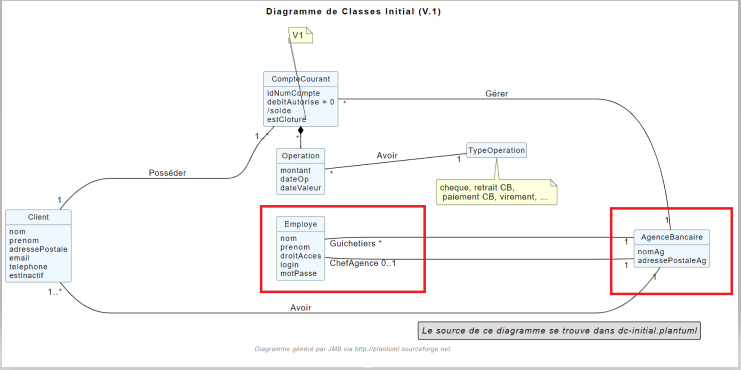 Diagramme de Classes Initial (V.1)
V1
CompteCourant
idNumCompte
debitAutorise = 0
/solde
estCloture
*
Gérer
1..*
*
Operation
montant
dateOp
dateValeur
*
Avoir
1
TypeOperation
cheque, retrait CB,
paiement CB, virement, ...
Posséder
1
Client
nom
prenom
adressePostale
email
telephone
estInactif
1..*
Employe
nom
prenom
droitAcces
login
motPasse
Guichetiers *
ChefAgence 0..1
1
1
1
AgenceBancaire
nomAg
adressePostaleAg
1
Avoir
Le source de ce diagramme se trouve dans dc-initial.plantuml
Diagramme généré par JMB via http://plantuml.sourceforge.net.